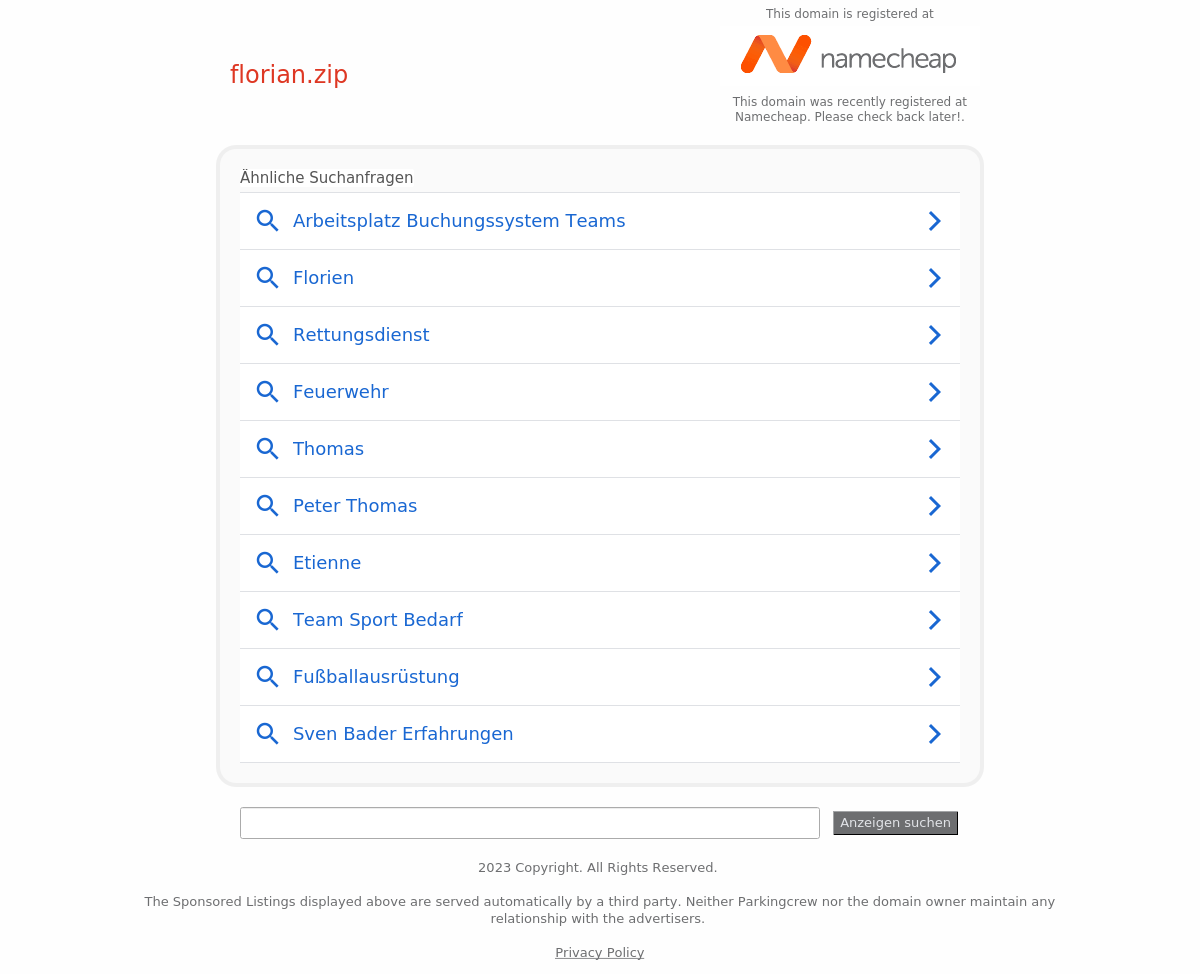 This domain is registered at
namecheap
florian.zip
This domain was recently registered at
Namecheap. Please check back later!.
Ähnliche Suchanfragen
Arbeitsplatz Buchungssystem Teams
Florien
Rettungsdienst
Feuerwehr
Thomas
Peter Thomas
Etienne
Team Sport Bedarf
Fußballausrüstung
Sven Bader Erfahrungen
Anzeigen suchen
2023 Copyright. All Rights Reserved.
The Sponsored Listings displayed above are served automatically by a third party. Neither Parkingcrew nor the domain owner maintain any
relationship with the advertisers.
Privacy Policy